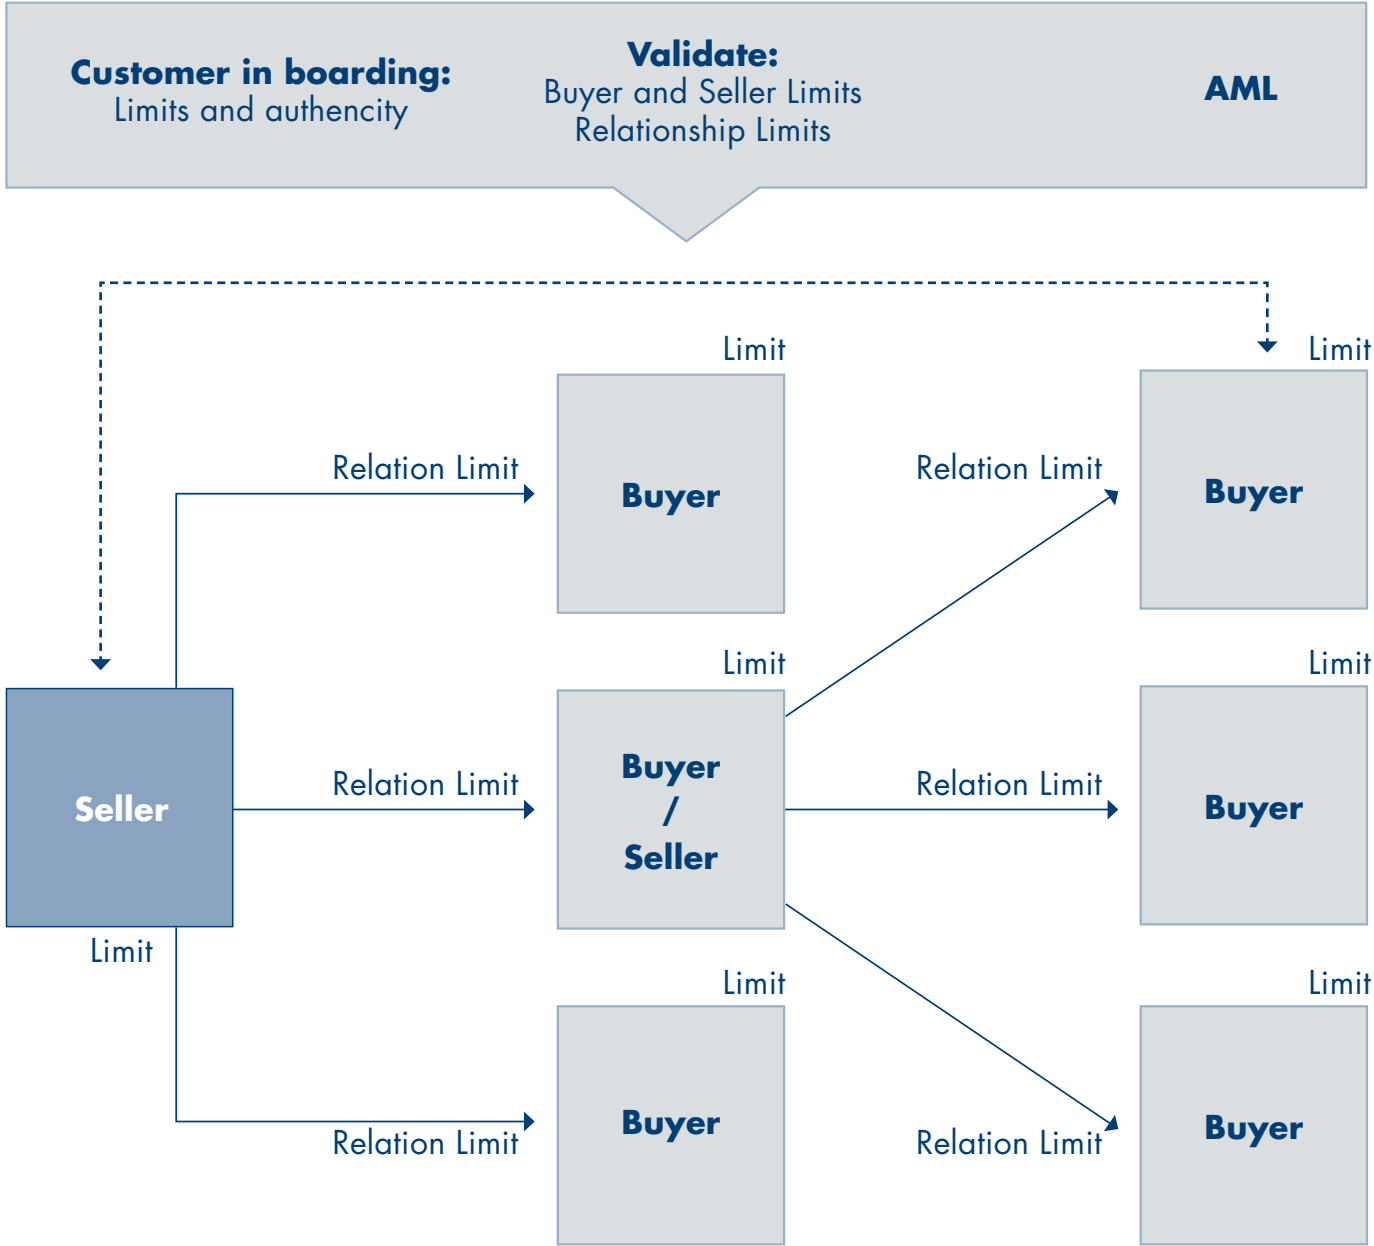 Customer in boarding:
Limits and authencity
Validate:
Buyer and Seller Limits
Relationship Limits
AML
Limit
Limit
Relation Limit
Buyer
Relation Limit
Buyer
Limit
Limit
Seller
Relation Limit
Buyer
/
Seller
Relation Limit
Buyer
Limit
Limit
Limit
Relation Limit
Buyer
Relation Limit
Buyer